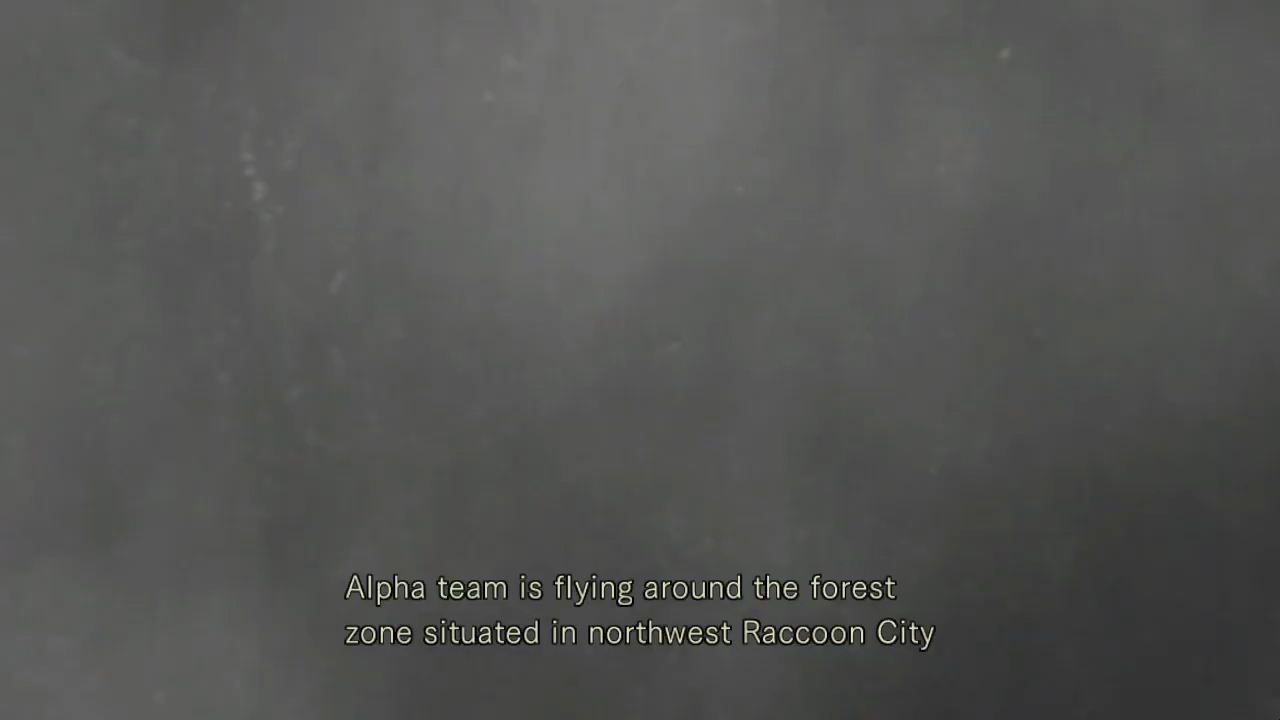 Alpha team is flying around the forest
zone situated in northwest Raccoon City